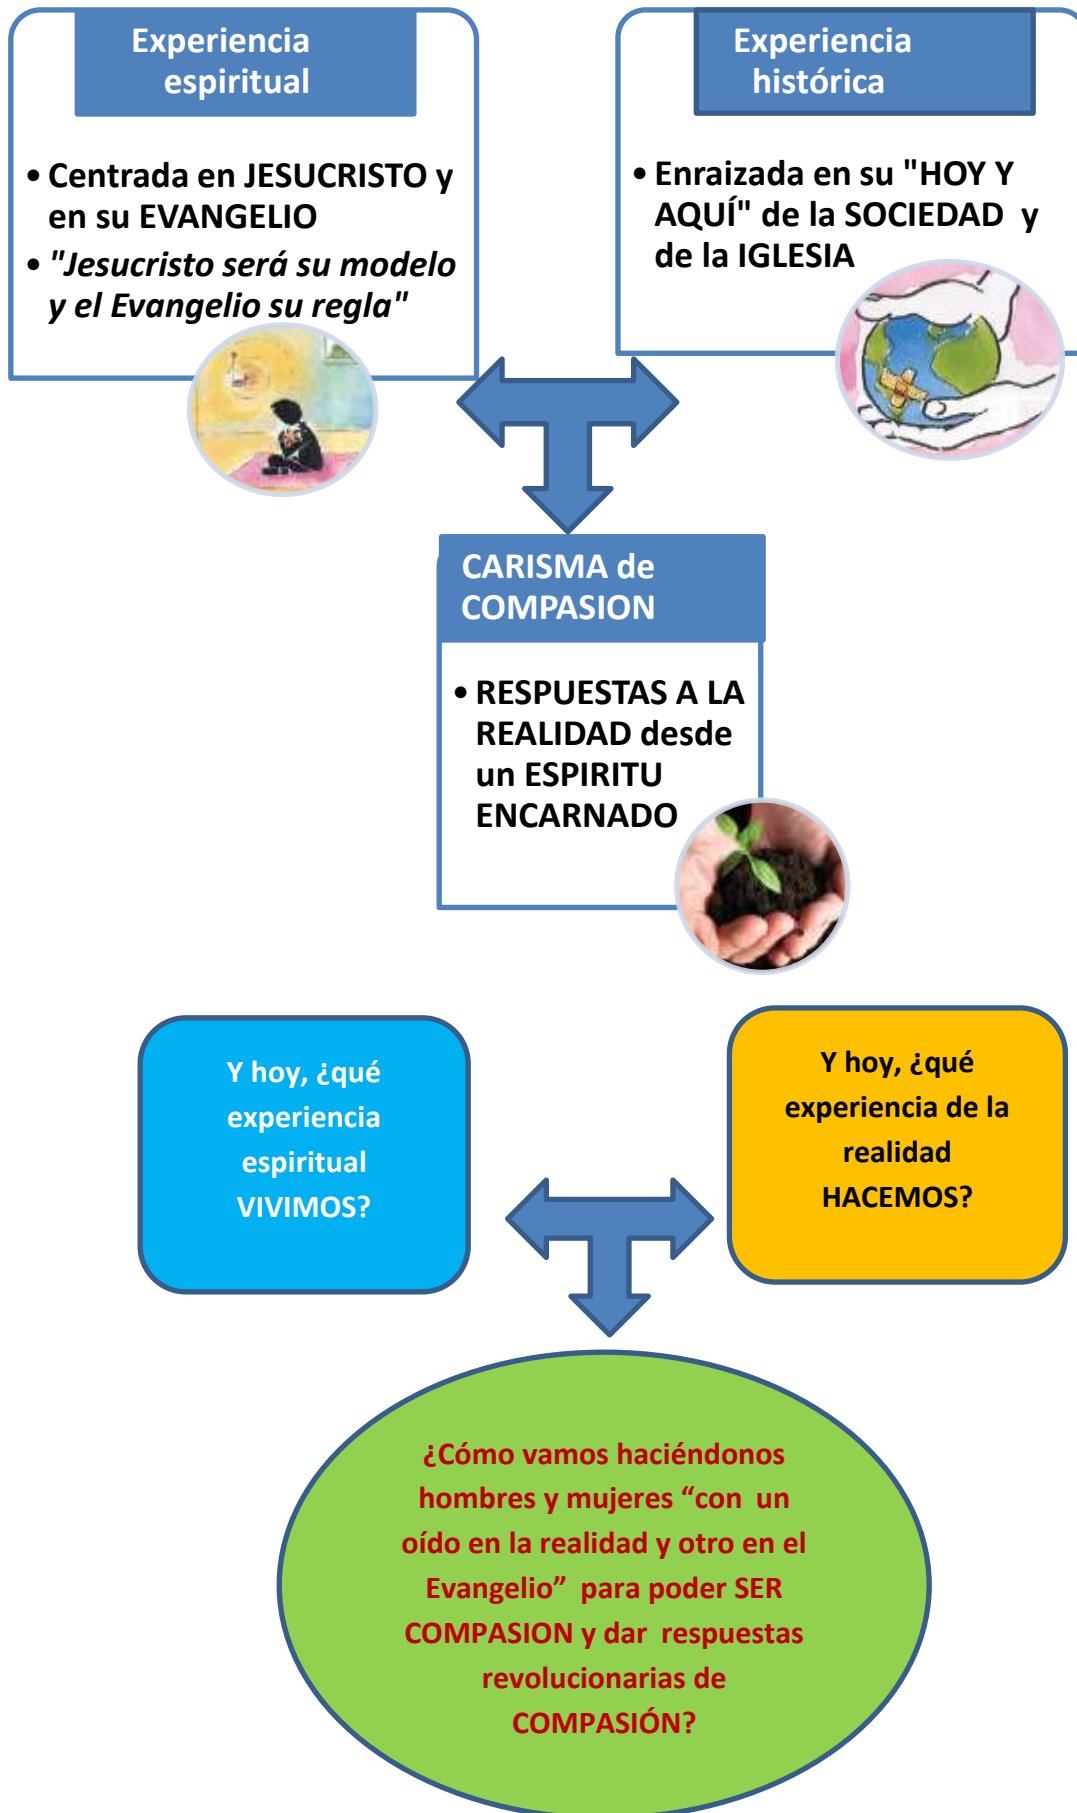 Experiencia
espiritual
• Centrada en JESUCRISTO y
en su EVANGELIO
• "Jesucristo será su modelo
y el Evangelio su regla"
Experiencia
histórica
• Enraizada en su "HOY Y
AQUÍ" de la SOCIEDAD y
de la IGLESIA
CARISMA de
COMPASION
• RESPUESTAS A LA
REALIDAD desde
un ESPIRITU
ENCARNADO
Y hoy, ¿qué
experiencia
espiritual
VIVIMOS?
Y hoy, ¿qué
experiencia de la
realidad
HACEMOS?
¿Cómo vamos haciéndonos
hombres y mujeres “con un
oído en la realidad y otro en el
Evangelio” para poder SER
COMPASION y dar respuestas
revolucionarias de
COMPASIÓN?